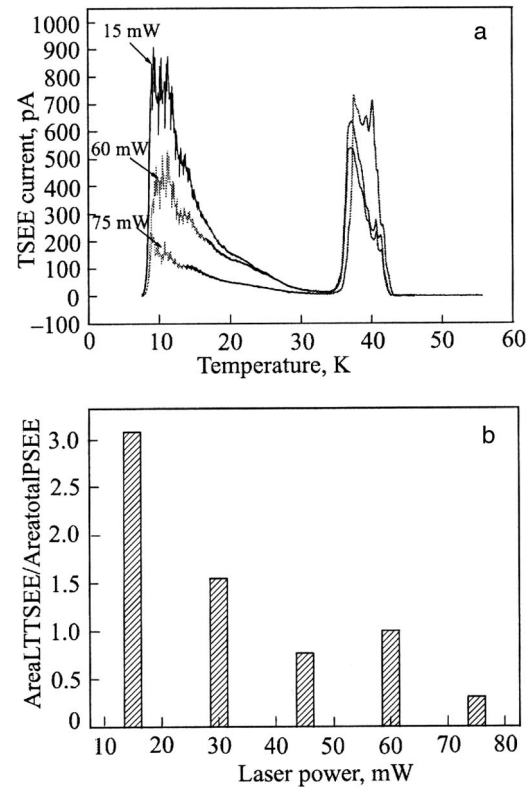 a
1000
900
800
700
600
500
400
300
200
100
0
–100
TSEE current, pA
15 mW
60 mW
75 mW
0 10 20 30 40 50 60
Temperature, K
b
3.0
2.5
2.0
1.5
1.0
0.5
0
AreaLTTSEE/AreatotalPSEE
10 20 30 40 50 60 70 80
Laser power, mW